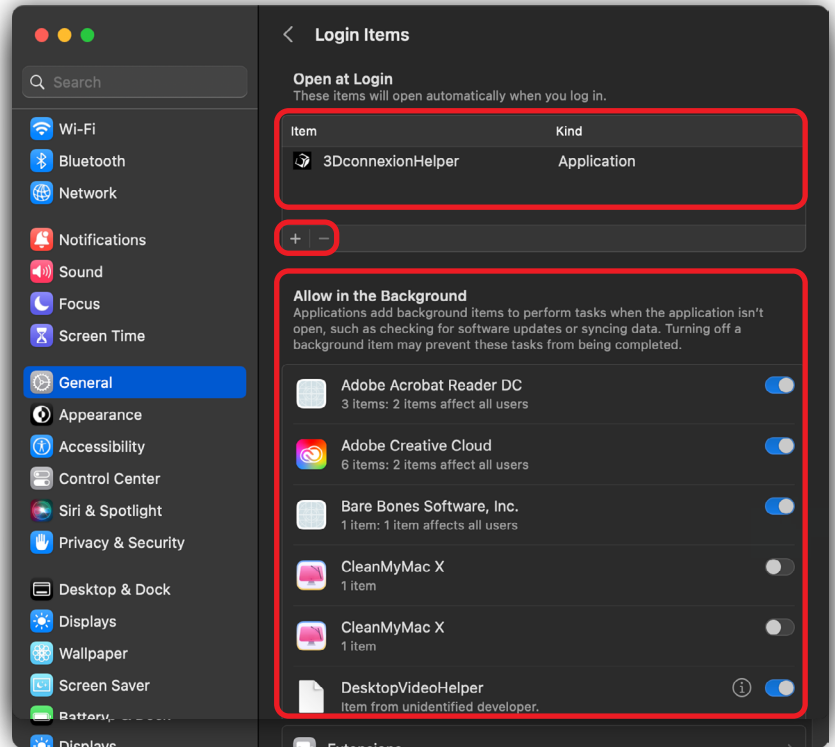 Login Items
Search
Wi-Fi
Bluetooth
Network
Notifications
Sound
Focus
Screen Time
General
Appearance
Accessibility
Control Center
Siri & Spotlight
Privacy & Security
Desktop & Dock
Displays
Wallpaper
Screen Saver
Battery
Displays
Open at Login
These items will open automatically when you log in.
Item Kind
3DconnexionHelper Application
+ −
Allow in the Background
Applications add background items to perform tasks when the application isn't
open, such as checking for software updates or syncing data. Turning off a
background item may prevent these tasks from being completed.
Adobe Acrobat Reader DC
3 items: 2 items affect all users
Adobe Creative Cloud
6 items: 2 items affect all users
Bare Bones Software, Inc.
1 item: 1 item affects all users
CleanMyMac X
1 item
CleanMyMac X
1 item
DesktopVideoHelper
Item from unidentified developer.
Extensions